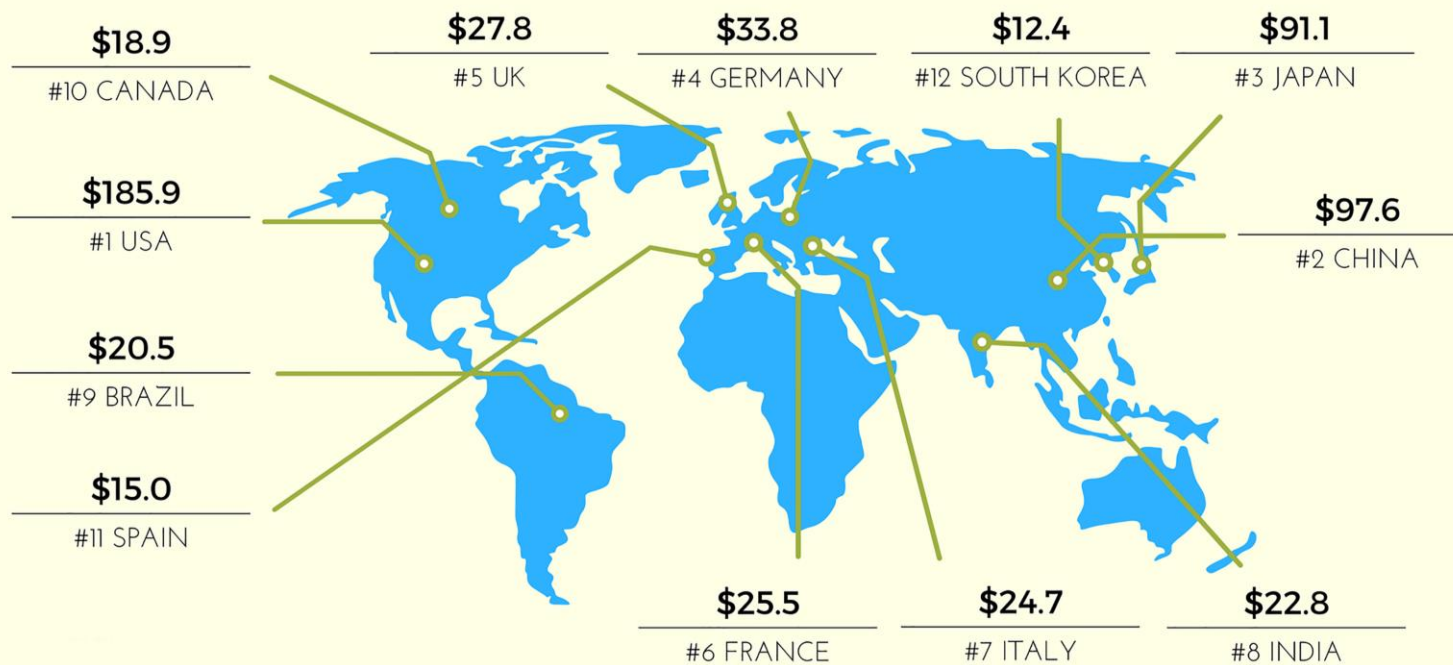 $18.9
#10 CANADA
$27.8
#5 UK
$33.8
#4 GERMANY
$12.4
#12 SOUTH KOREA
$91.1
#3 JAPAN
$185.9
#1 USA
$97.6
#2 CHINA
$20.5
#9 BRAZIL
$15.0
#11 SPAIN
$25.5
#6 FRANCE
$24.7
#7 ITALY
$22.8
#8 INDIA